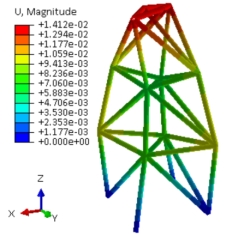 U, Magnitude
+1.412e-02
+1.294e-02
+1.177e-02
+1.059e-02
+9.413e-03
+8.236e-03
+7.060e-03
+5.883e-03
+4.706e-03
+3.530e-03
+2.353e-03
+1.177e-03
+0.000e+00
Z
X
Y